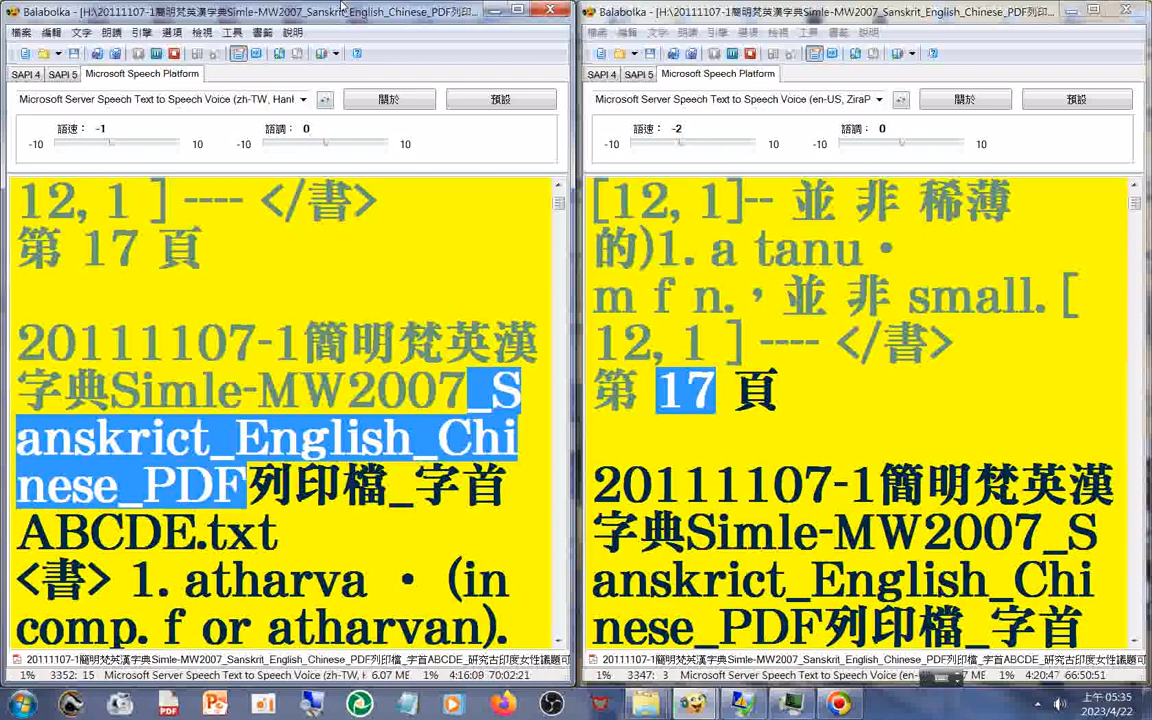 Balabolka - [H:\20111107-1簡明梵英漢字典Simle-MW2007_Sanskrit_English_Chinese_PDF列印...
檔案 編輯 文字 朗讀 引擎 選項 檢視 工具 書籤 說明
SAPI 4 SAPI 5 Microsoft Speech Platform
Microsoft Server Speech Text to Speech Voice (zh-TW, Han
關於 預設
語速： -1 語調： 0
-10 10 -10 10
12, 1 ] ---- </書>
第 17 頁
20111107-1簡明梵英漢
字典Simle-MW2007_S
anskrict_English_Chi
nese_PDF列印檔_字首
ABCDE.txt
<書> 1. atharva • (in
comp. f or atharvan).
20111107-1簡明梵英漢字典Simle-MW2007_Sanskrit_English_Chinese_PDF列印檔_字首ABCDE_研究古印度女性議題可
1% 3352: 15 Microsoft Server Speech Text to Speech Voice (zh-TW, 6.07 MB 1% 4:16:09 70:02:21
Balabolka - [H:\20111107-1簡明梵英漢字典Simle-MW2007_Sanskrit_English_Chinese_PDF列印...
檔案 編輯 文字 朗讀 引擎 選項 檢視 工具 書籤 說明
SAPI 4 SAPI 5 Microsoft Speech Platform
Microsoft Server Speech Text to Speech Voice (en-US, ZiraP
關於 預設
語速： -2 語調： 0
-10 10 -10 10
[12, 1]-- 並 非 稀薄
的)1. a tanu •
m f n.，並 非 small. [
12, 1 ] ---- </書>
第 17 頁
20111107-1簡明梵英漢
字典Simle-MW2007_S
anskrict_English_Chi
nese_PDF列印檔_字首
20111107-1簡明梵英漢字典Simle-MW2007_Sanskrit_English_Chinese_PDF列印檔_字首ABCDE_研究古印度女性議題可
1% 3347: 3 Microsoft Server Speech Text to Speech Voice 1% 4:20:47 66:50:51
上午 05:35
2023/4/22